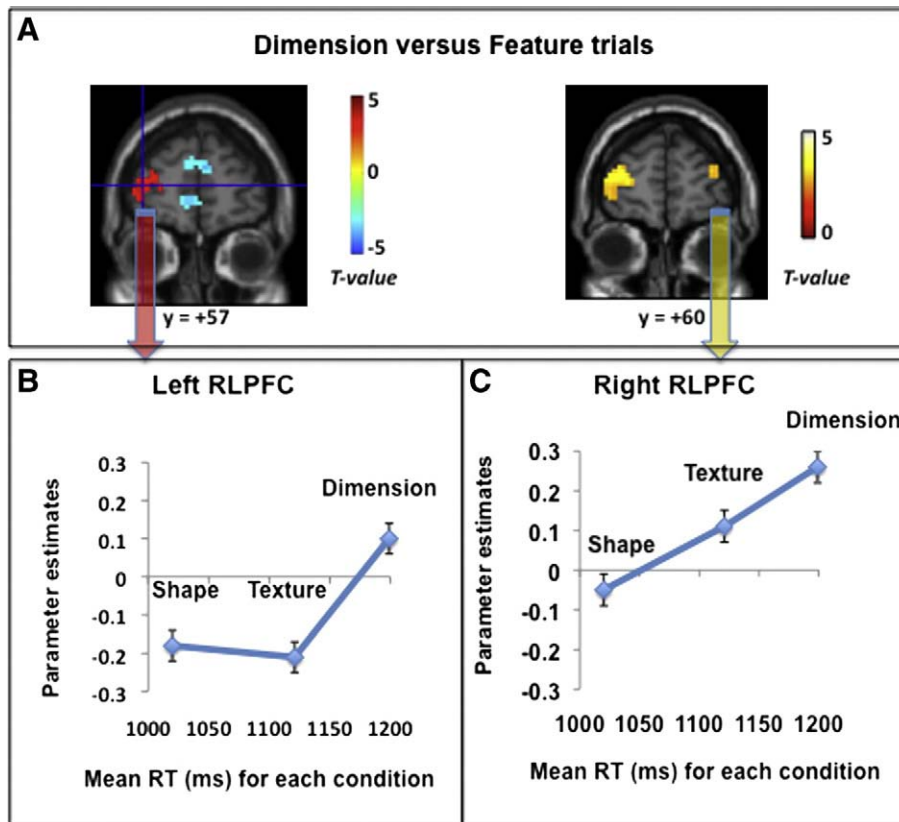 A
Dimension versus Feature trials
5
0
-5
T-value
y = +57
5
0
T-value
y = +60
B
Left RLPFC
Parameter estimates
0.3
0.2
0.1
0
-0.1
-0.2
-0.3
Shape
Texture
Dimension
1000 1050 1100 1150 1200
Mean RT (ms) for each condition
C
Right RLPFC
Parameter estimates
0.3
0.2
0.1
0
-0.1
-0.2
-0.3
Shape
Texture
Dimension
1000 1050 1100 1150 1200
Mean RT (ms) for each condition